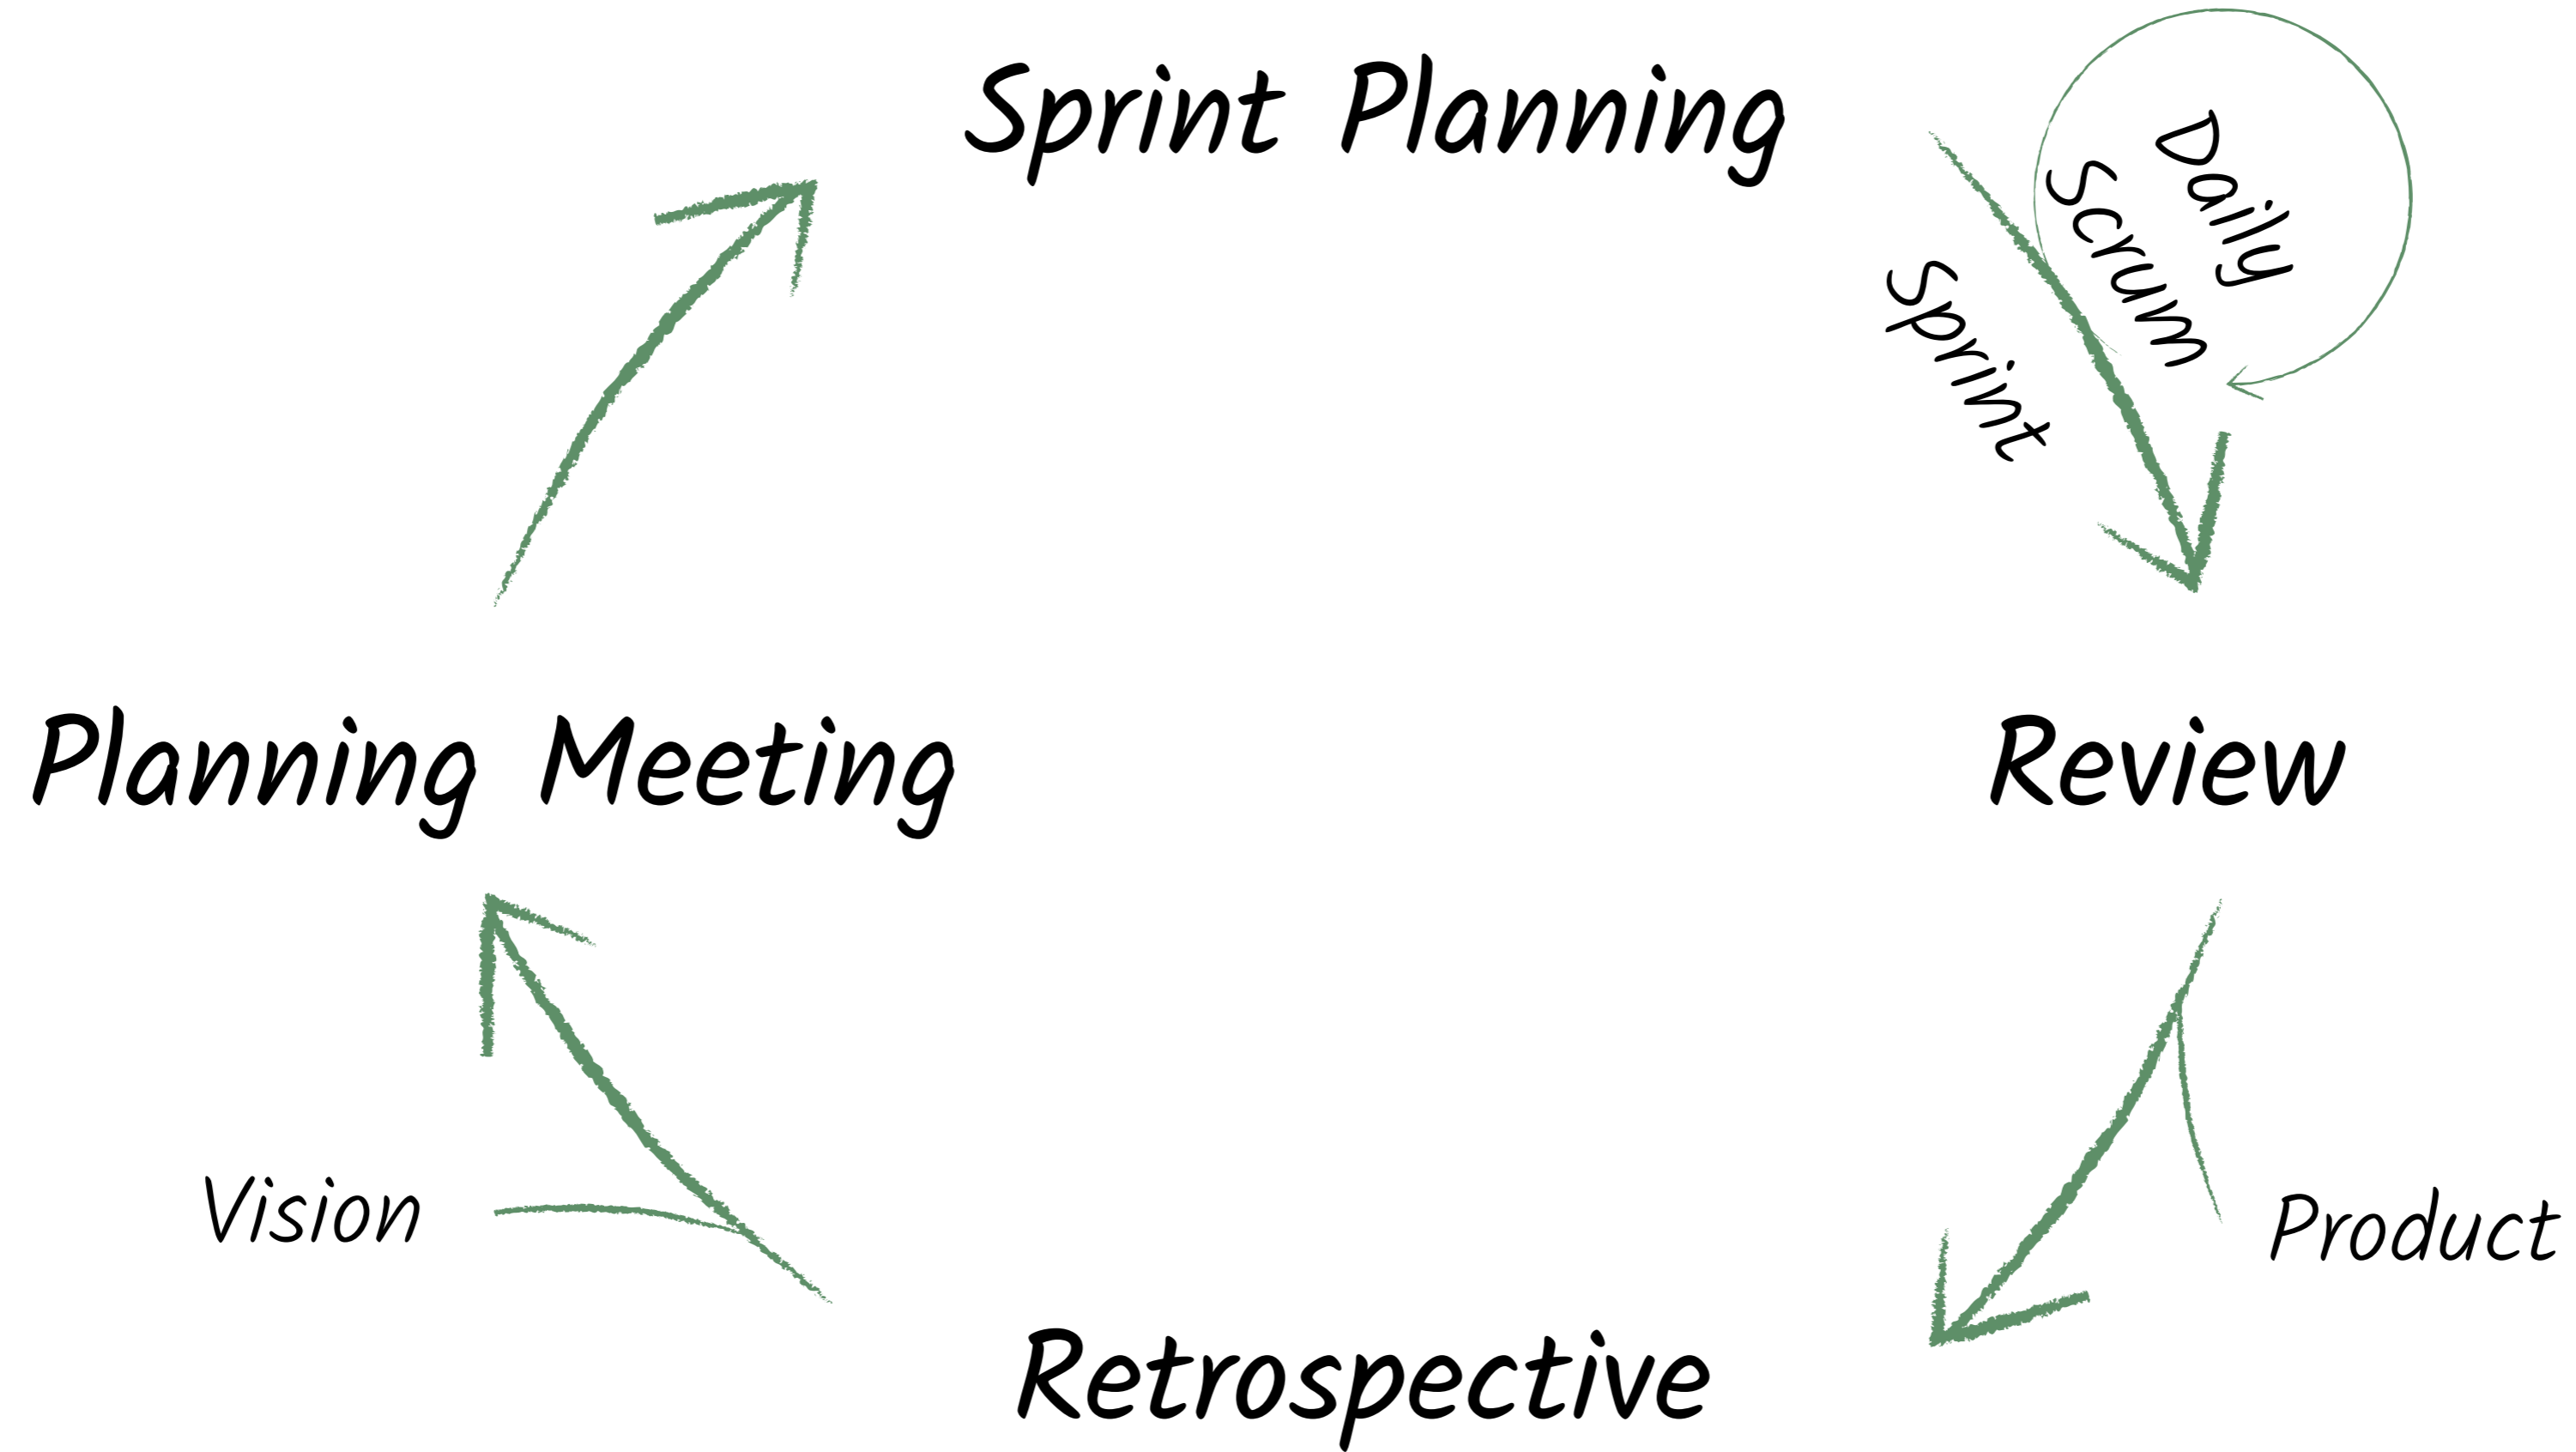 Sprint Planning
Daily
Scrum
Sprint
Planning Meeting
Review
Vision
Product
Retrospective